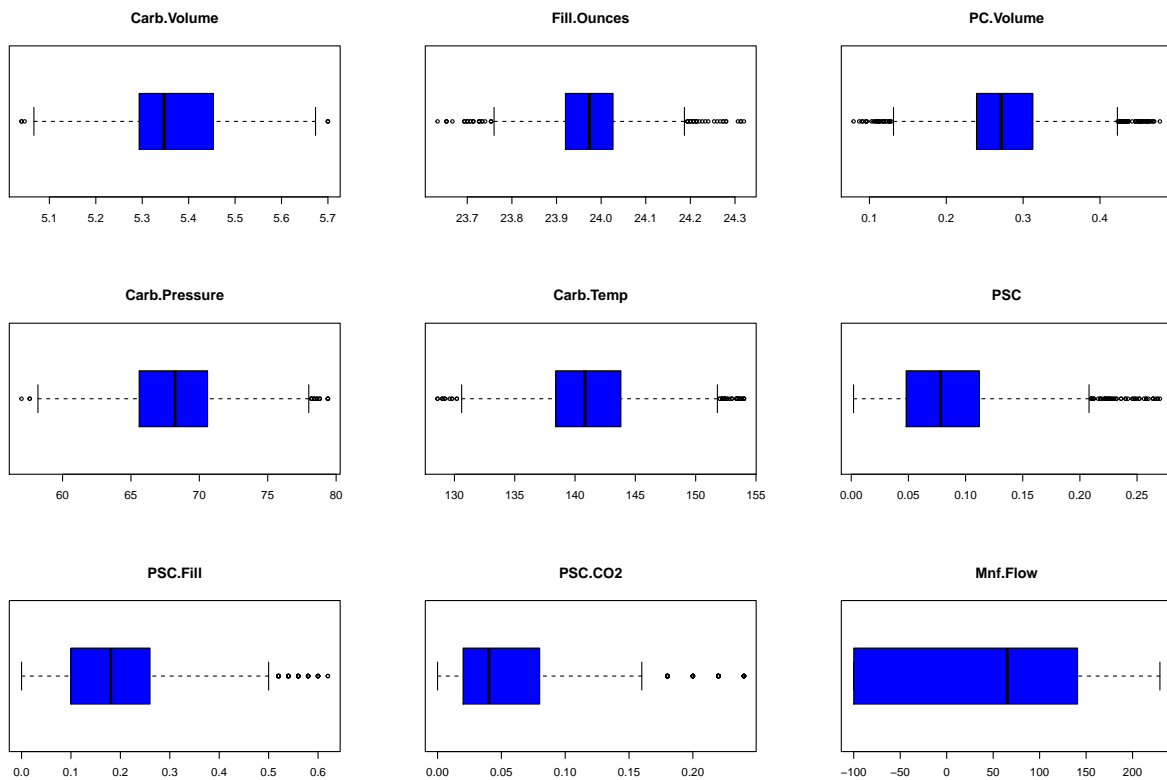 Carb.Volume
5.1 5.2 5.3 5.4 5.5 5.6 5.7
Fill.Ounces
23.7 23.8 23.9 24.0 24.1 24.2 24.3
PC.Volume
0.1 0.2 0.3 0.4
Carb.Pressure
60 65 70 75 80
Carb.Temp
130 135 140 145 150 155
PSC
0.00 0.05 0.10 0.15 0.20 0.25
PSC.Fill
0.0 0.1 0.2 0.3 0.4 0.5 0.6
PSC.CO2
0.00 0.05 0.10 0.15 0.20
Mnf.Flow
−100 −50 0 50 100 150 200